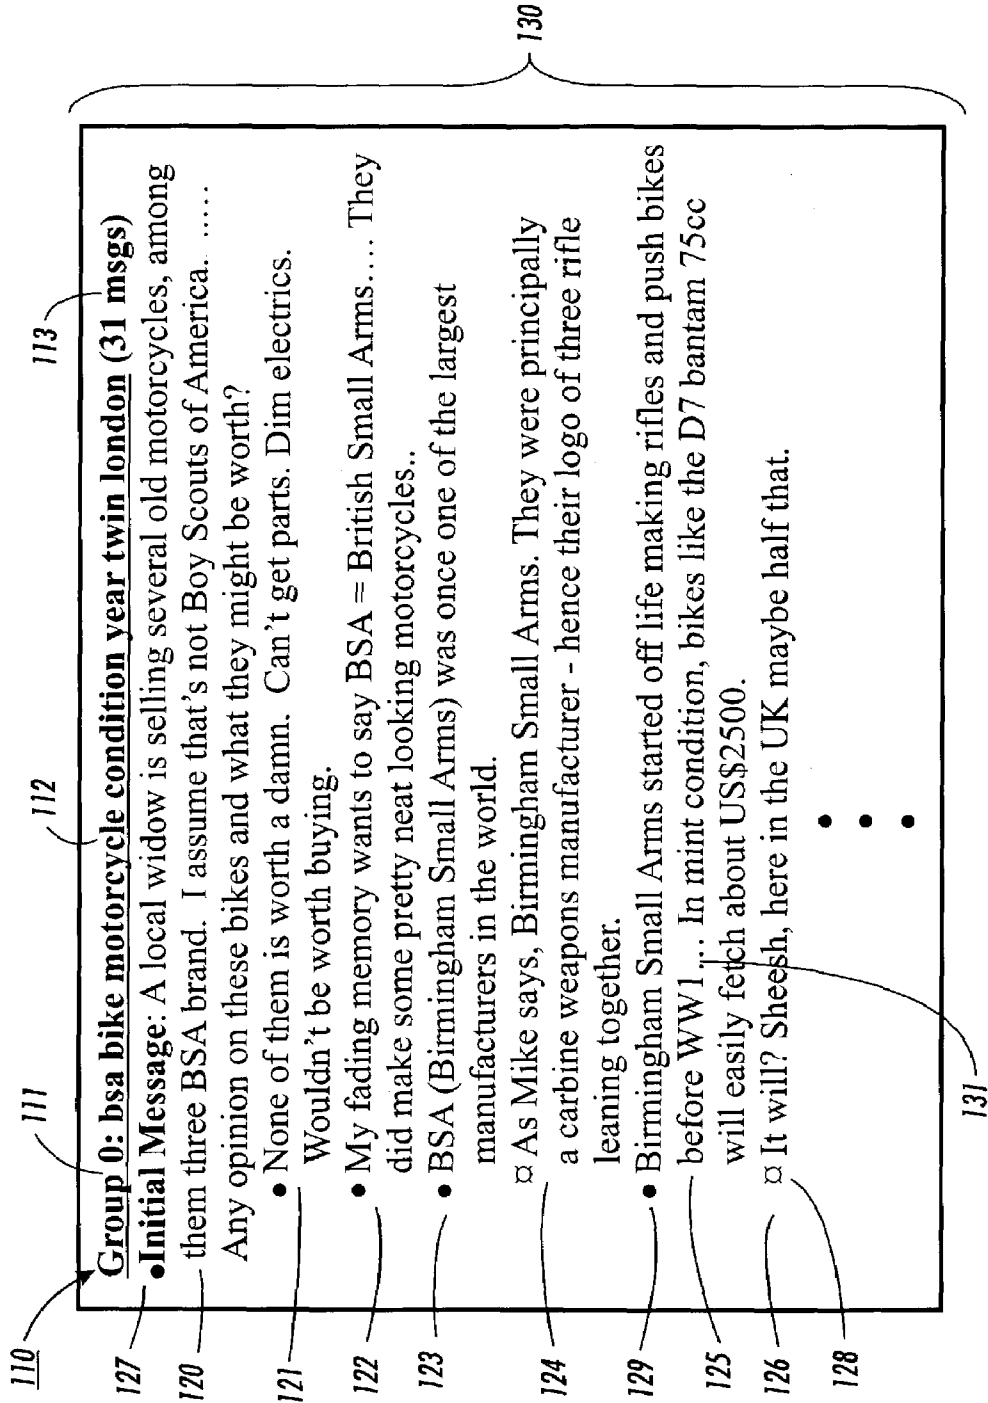 130
113
112
111
110
Group 0: bsa bike motorcycle condition year twin london (31 msgs)
●Initial Message: A local widow is selling several old motorcycles, among
them three BSA brand. I assume that's not Boy Scouts of America. .....
Any opinion on these bikes and what they might be worth?
● None of them is worth a damn. Can't get parts. Dim electrics.
Wouldn't be worth buying.
● My fading memory wants to say BSA = British Small Arms.... They
did make some pretty neat looking motorcycles..
● BSA (Birmingham Small Arms) was once one of the largest
manufacturers in the world.
¤ As Mike says, Birmingham Small Arms. They were principally
a carbine weapons manufacturer - hence their logo of three rifle
leaning together.
● Birmingham Small Arms started off life making rifles and push bikes
before WW1... In mint condition, bikes like the D7 bantam 75cc
will easily fetch about US$2500.
¤ It will? Sheesh, here in the UK maybe half that.
127
120
121
122
123
124
129
125
126
128
131